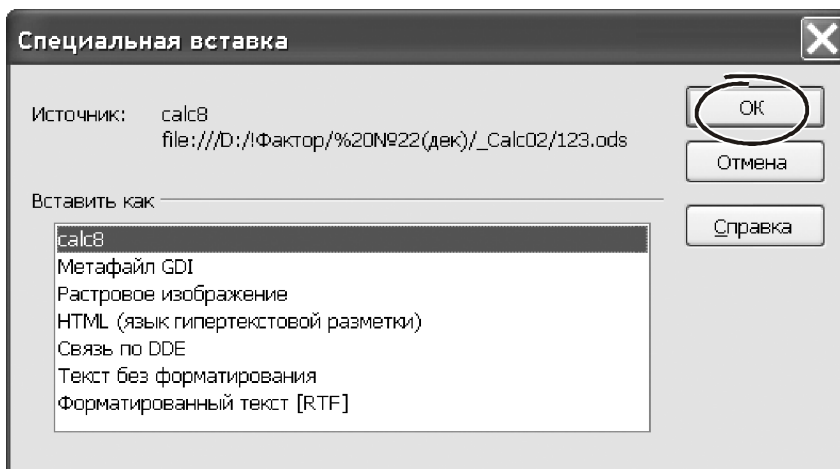 Специальная вставка
Источник: calc8
file:///D:/!Фактор/%20№22(дек)/_Calc02/123.ods
OK
Отмена
Справка
Вставить как
calc8
Метафайл GDI
Растровое изображение
HTML (язык гипертекстовой разметки)
Связь по DDE
Текст без форматирования
Форматированный текст [RTF]